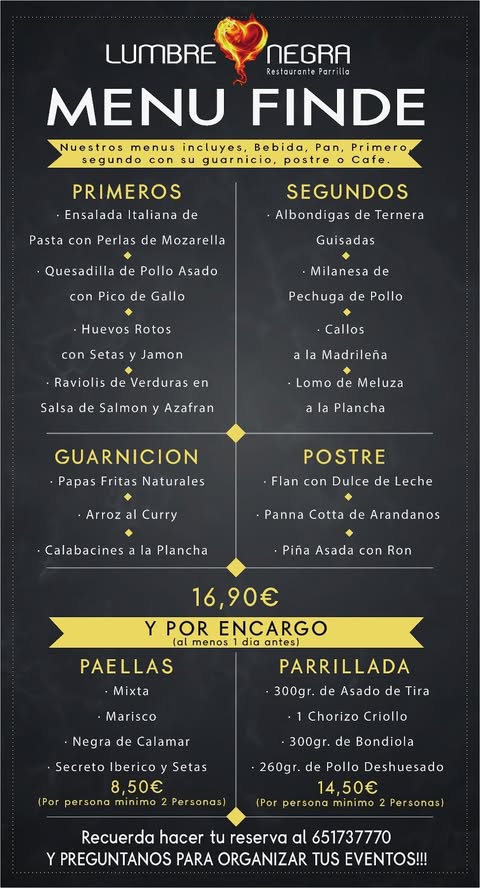 LUMBRE NEGRA
Restaurante Parrilla
MENU FINDE
Nuestros menus incluyes, Bebida, Pan, Primero,
segundo con su guarnicio, postre o Cafe.
PRIMEROS
· Ensalada Italiana de
Pasta con Perlas de Mozarella
· Quesadilla de Pollo Asado
con Pico de Gallo
· Huevos Rotos
con Setas y Jamon
· Raviolis de Verduras en
Salsa de Salmon y Azafran
SEGUNDOS
· Albondigas de Ternera
Guisadas
· Milanesa de
Pechuga de Pollo
· Callos
a la Madrileña
· Lomo de Meluza
a la Plancha
GUARNICION
· Papas Fritas Naturales
· Arroz al Curry
· Calabacines a la Plancha
POSTRE
· Flan con Dulce de Leche
· Panna Cotta de Arandanos
· Piña Asada con Ron
16,90€
Y POR ENCARGO
(al menos 1 dia antes)
PAELLAS
· Mixta
· Marisco
· Negra de Calamar
· Secreto Iberico y Setas
8,50€
(Por persona minimo 2 Personas)
PARRILLADA
· 300gr. de Asado de Tira
· 1 Chorizo Criollo
· 300gr. de Bondiola
· 260gr. de Pollo Deshuesado
14,50€
(Por persona minimo 2 Personas)
Recuerda hacer tu reserva al 651737770
Y PREGUNTANOS PARA ORGANIZAR TUS EVENTOS!!!